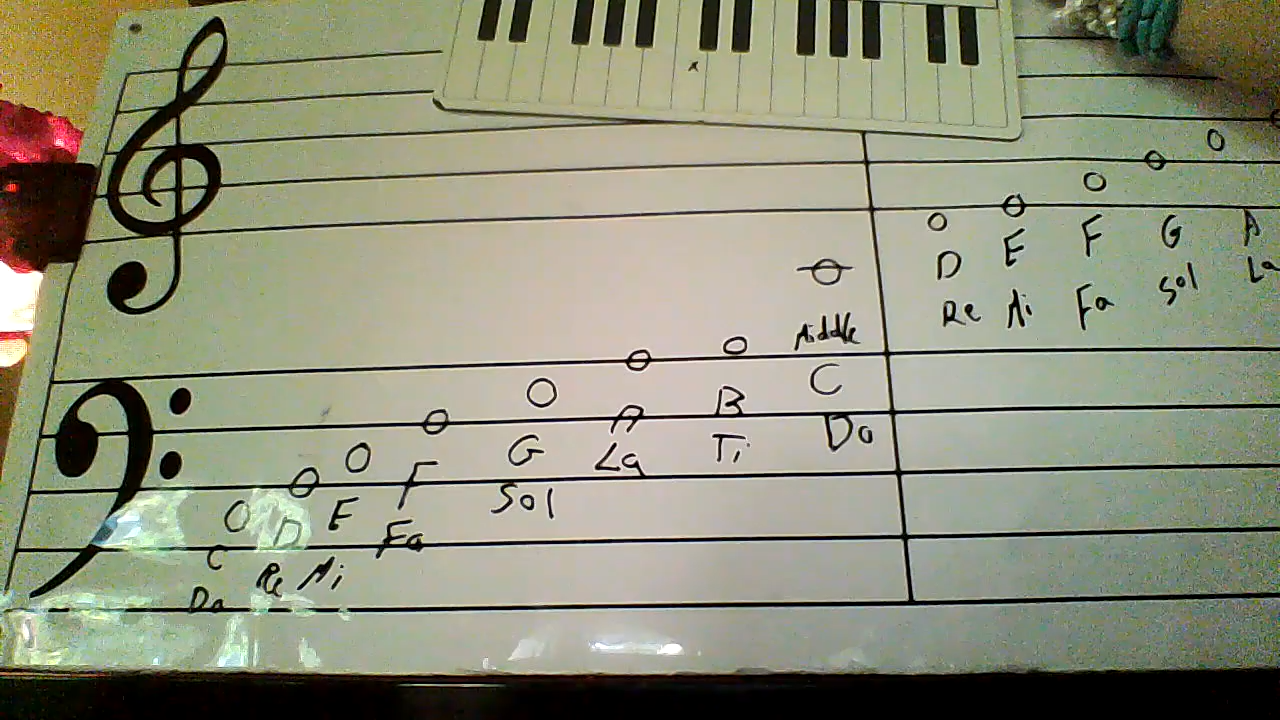 Middle
C D E F G A B C
Do Re Mi Fa Sol La Ti Do
D E F G A
Re Mi Fa Sol La